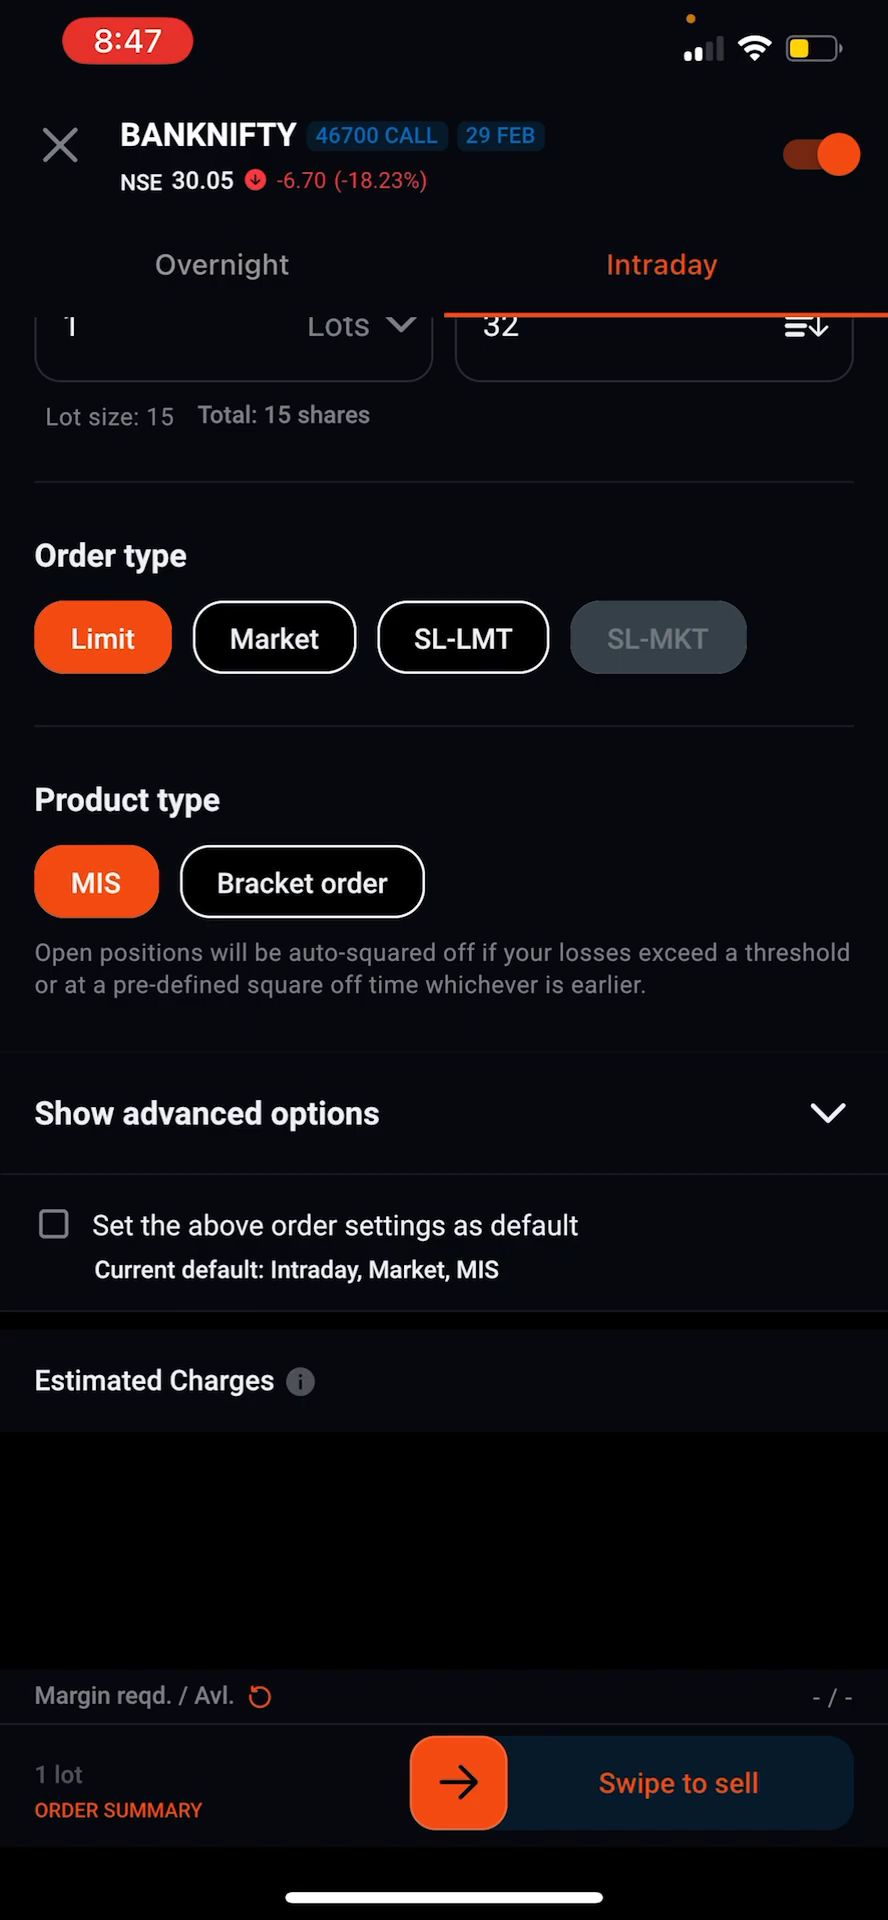 8:47
BANKNIFTY 46700 CALL 29 FEB
NSE 30.05 -6.70 (-18.23%)
Overnight Intraday
1 Lots 32
Lot size: 15 Total: 15 shares
Order type
Limit Market SL-LMT SL-MKT
Product type
MIS Bracket order
Open positions will be auto-squared off if your losses exceed a threshold
or at a pre-defined square off time whichever is earlier.
Show advanced options
Set the above order settings as default
Current default: Intraday, Market, MIS
Estimated Charges
Margin reqd. / Avl. - / -
1 lot
ORDER SUMMARY
Swipe to sell